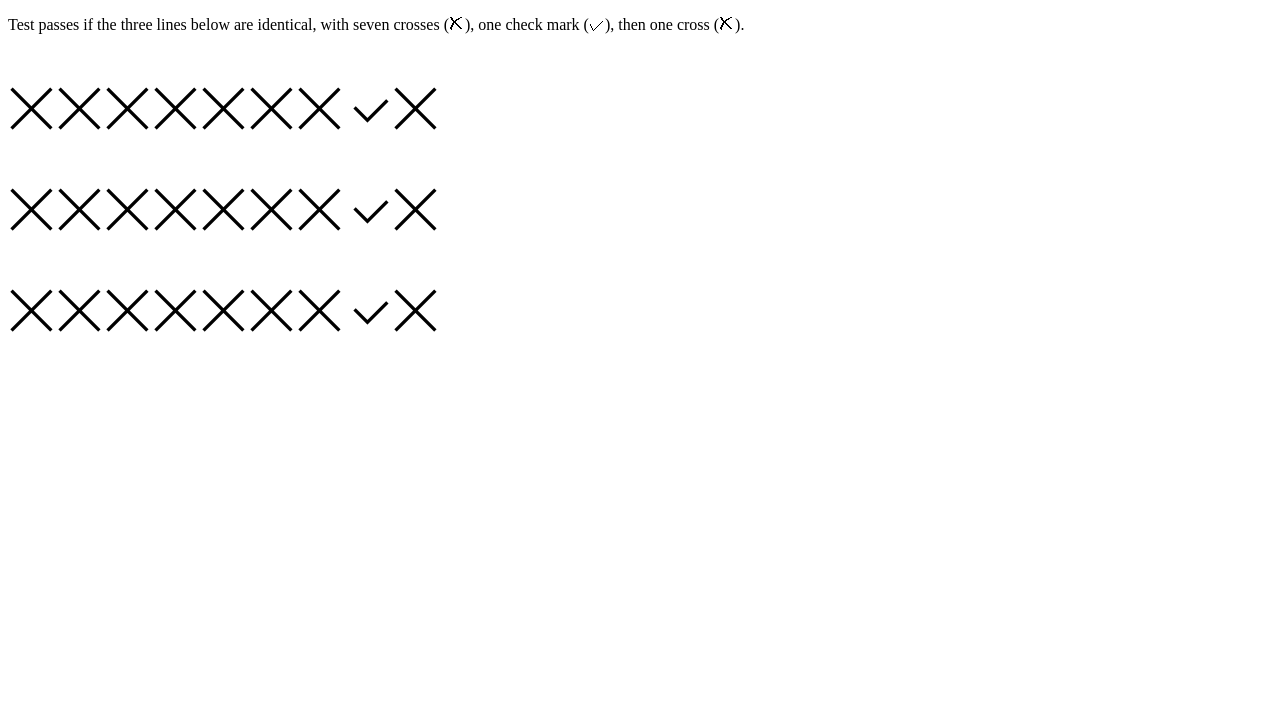 Test passes if the three lines below are identical, with seven crosses (✗), one check mark (✓), then one cross (✗).
✗✗✗✗✗✗✗✓✗
✗✗✗✗✗✗✗✓✗
✗✗✗✗✗✗✗✓✗